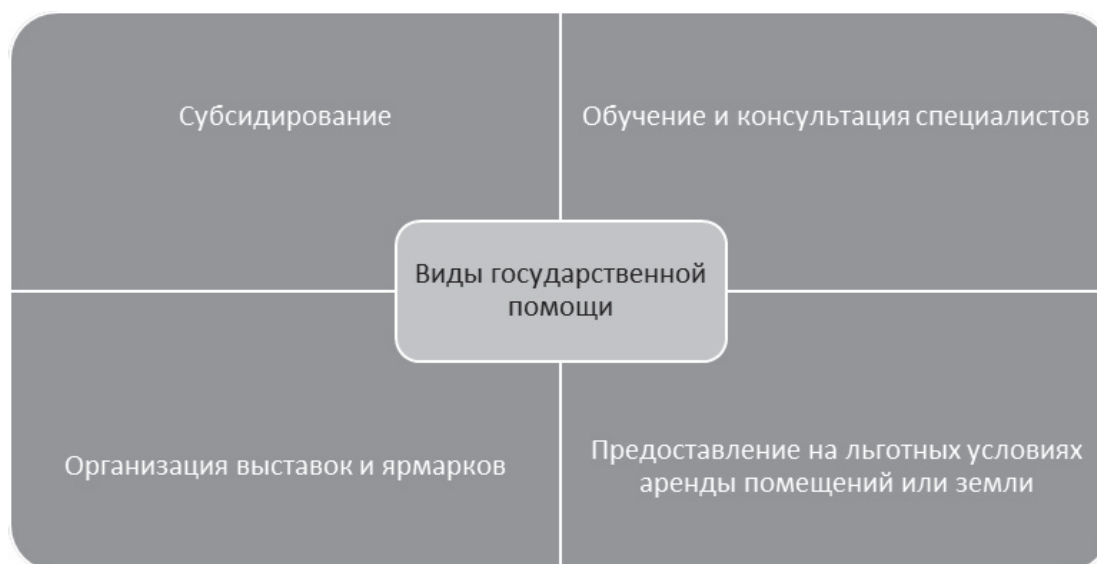 Субсидирование
Обучение и консультация специалистов
Виды государственной
помощи
Организация выставок и ярмарков
Предоставление на льготных условиях
аренды помещений или земли